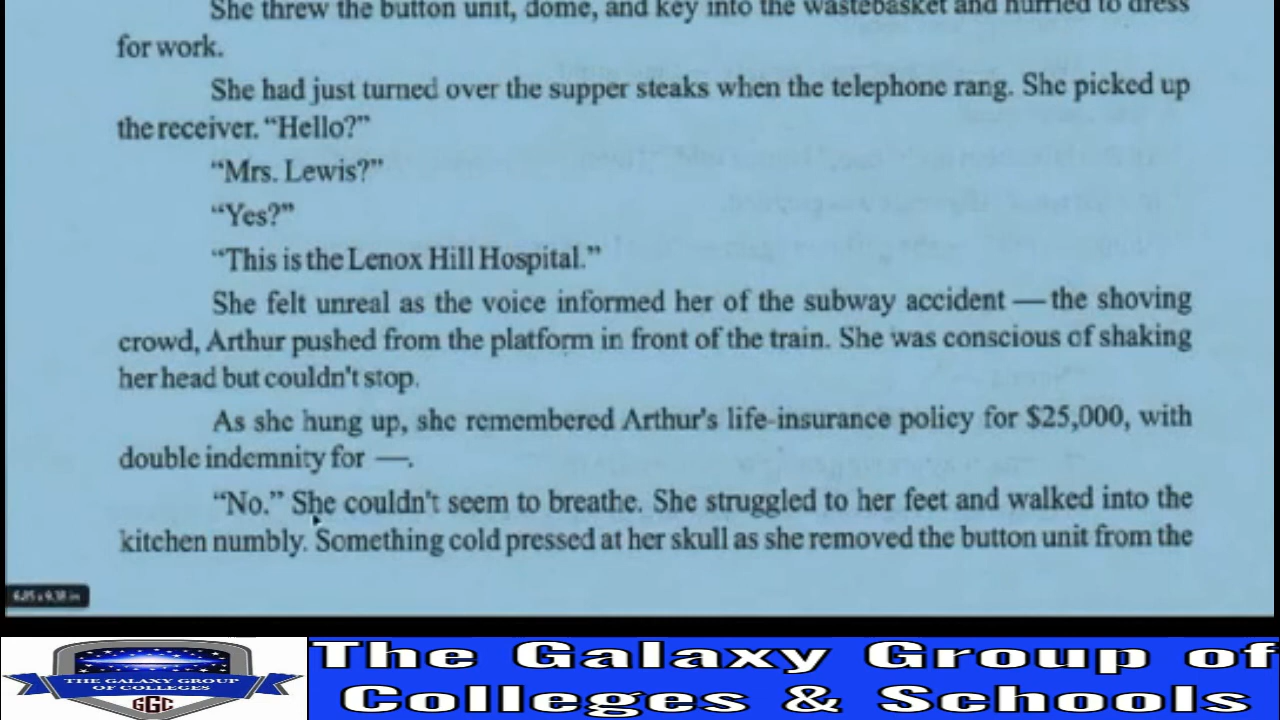 She threw the button unit, dome, and key into the wastebasket and hurried to dress
for work.
She had just turned over the supper steaks when the telephone rang. She picked up
the receiver. “Hello?”
“Mrs. Lewis?”
“Yes?”
“This is the Lenox Hill Hospital.”
She felt unreal as the voice informed her of the subway accident — the shoving
crowd, Arthur pushed from the platform in front of the train. She was conscious of shaking
her head but couldn't stop.
As she hung up, she remembered Arthur's life-insurance policy for $25,000, with
double indemnity for —.
“No.” She couldn't seem to breathe. She struggled to her feet and walked into the
kitchen numbly. Something cold pressed at her skull as she removed the button unit from the
6.85 x 9.38 in
THE GALAXY GROUP
OF COLLEGES
GGC
The Galaxy Group of
Colleges & Schools